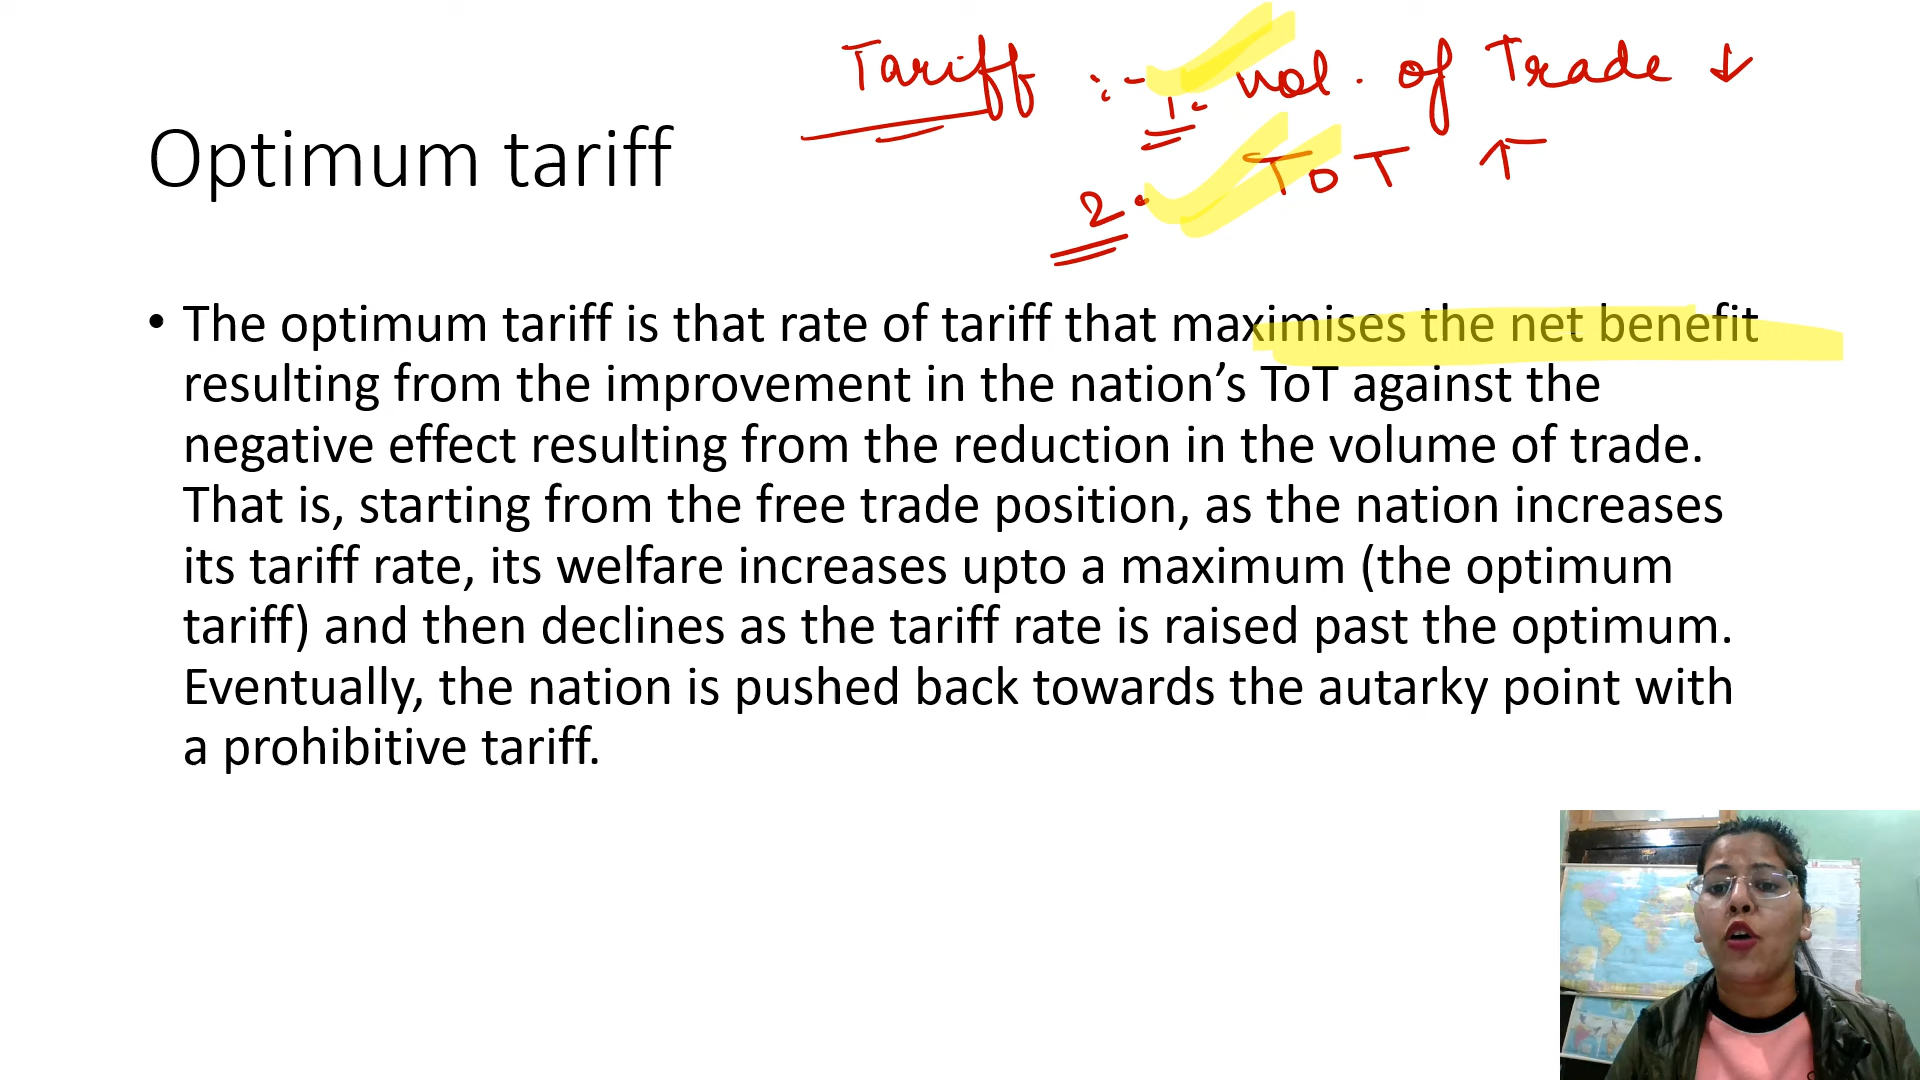 Tariff :- 1. Vol. of Trade ↓
2. ToT ↑
Optimum tariff
• The optimum tariff is that rate of tariff that maximises the net benefit
resulting from the improvement in the nation’s ToT against the
negative effect resulting from the reduction in the volume of trade.
That is, starting from the free trade position, as the nation increases
its tariff rate, its welfare increases upto a maximum (the optimum
tariff) and then declines as the tariff rate is raised past the optimum.
Eventually, the nation is pushed back towards the autarky point with
a prohibitive tariff.